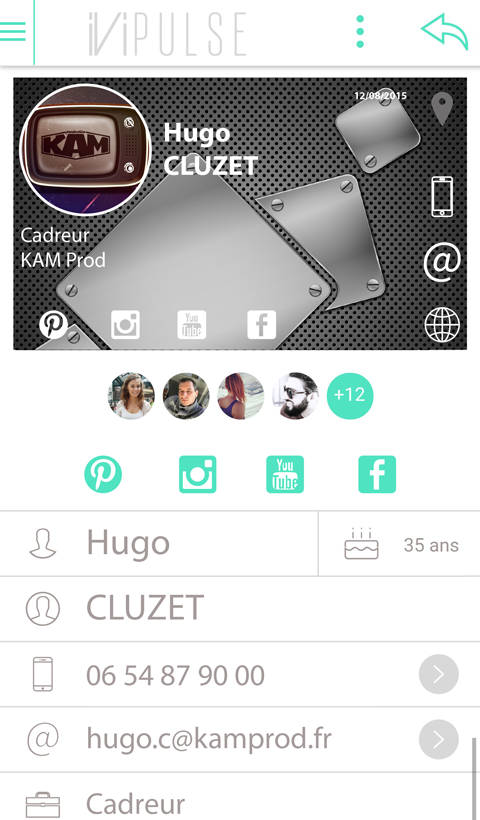 iViPULSE
12/08/2015
KAM
Hugo
CLUZET
Cadreur
KAM Prod
You
Tube
+12
You
Tube
Hugo
35 ans
CLUZET
06 54 87 90 00
hugo.c@kamprod.fr
Cadreur